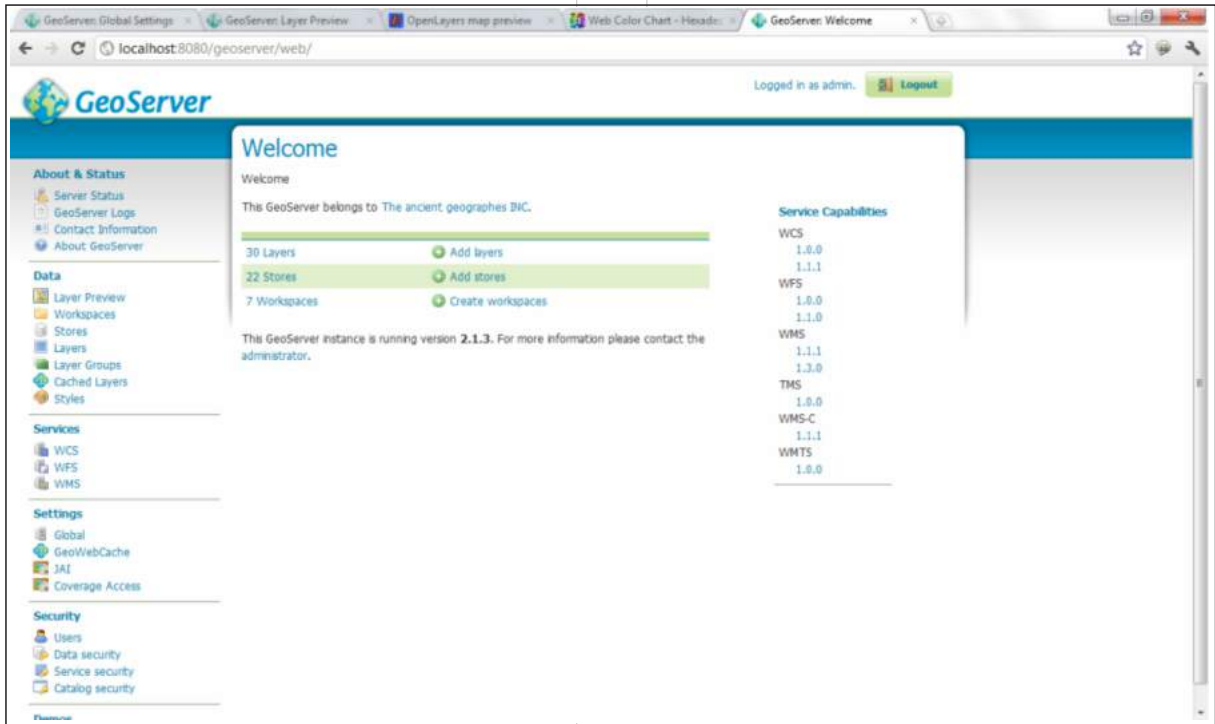 GeoServer: Global Settings
GeoServer: Layer Preview
OpenLayers map preview
Web Color Chart - Hexade
GeoServer: Welcome
localhost:8080/geoserver/web/
GeoServer
Logged in as admin.
Logout
Welcome
Welcome
This GeoServer belongs to The ancient geographes INC.
30 Layers Add layers
22 Stores Add stores
7 Workspaces Create workspaces
This GeoServer instance is running version 2.1.3. For more information please contact the
administrator.
About & Status
Server Status
GeoServer Logs
Contact Information
About GeoServer
Data
Layer Preview
Workspaces
Stores
Layers
Layer Groups
Cached Layers
Styles
Services
WCS
WFS
WMS
Settings
Global
GeoWebCache
JAI
Coverage Access
Security
Users
Data security
Service security
Catalog security
Demos
Service Capabilities
WCS
1.0.0
1.1.1
WFS
1.0.0
1.1.0
WMS
1.1.1
1.3.0
TMS
1.0.0
WMS-C
1.1.1
WMTS
1.0.0